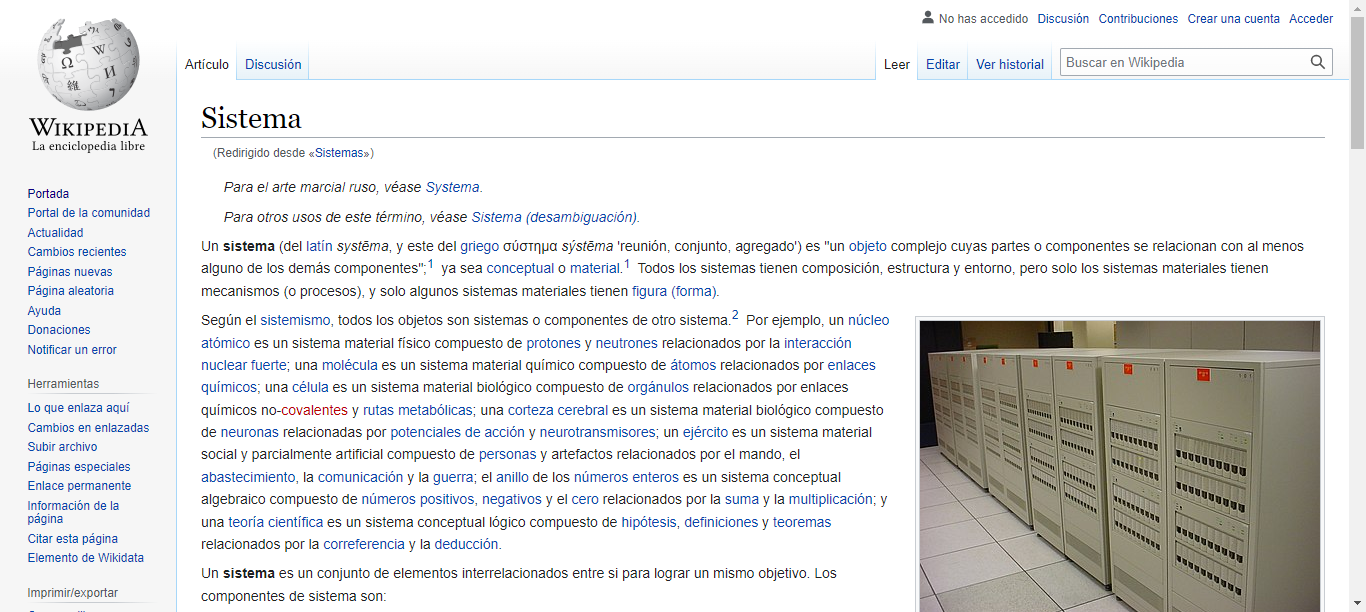 No has accedido Discusión Contribuciones Crear una cuenta Acceder
Artículo Discusión Leer Editar Ver historial Buscar en Wikipedia
WIKIPEDIA
La enciclopedia libre
Portada
Portal de la comunidad
Actualidad
Cambios recientes
Páginas nuevas
Página aleatoria
Ayuda
Donaciones
Notificar un error
Herramientas
Lo que enlaza aquí
Cambios en enlazadas
Subir archivo
Páginas especiales
Enlace permanente
Información de la
página
Citar esta página
Elemento de Wikidata
Imprimir/exportar
Sistema
(Redirigido desde «Sistemas»)
Para el arte marcial ruso, véase Systema.
Para otros usos de este término, véase Sistema (desambiguación).
Un sistema (del latín systēma, y este del griego σύστημα sýstēma 'reunión, conjunto, agregado') es "un objeto complejo cuyas partes o componentes se relacionan con al menos
alguno de los demás componentes";1 ya sea conceptual o material.1 Todos los sistemas tienen composición, estructura y entorno, pero solo los sistemas materiales tienen
mecanismos (o procesos), y solo algunos sistemas materiales tienen figura (forma).
Según el sistemismo, todos los objetos son sistemas o componentes de otro sistema.2 Por ejemplo, un núcleo
atómico es un sistema material físico compuesto de protones y neutrones relacionados por la interacción
nuclear fuerte; una molécula es un sistema material químico compuesto de átomos relacionados por enlaces
químicos; una célula es un sistema material biológico compuesto de orgánulos relacionados por enlaces
químicos no-covalentes y rutas metabólicas; una corteza cerebral es un sistema material biológico compuesto
de neuronas relacionadas por potenciales de acción y neurotransmisores; un ejército es un sistema material
social y parcialmente artificial compuesto de personas y artefactos relacionados por el mando, el
abastecimiento, la comunicación y la guerra; el anillo de los números enteros es un sistema conceptual
algebraico compuesto de números positivos, negativos y el cero relacionados por la suma y la multiplicación; y
una teoría científica es un sistema conceptual lógico compuesto de hipótesis, definiciones y teoremas
relacionados por la correferencia y la deducción.
Un sistema es un conjunto de elementos interrelacionados entre si para lograr un mismo objetivo. Los
componentes de sistema son: